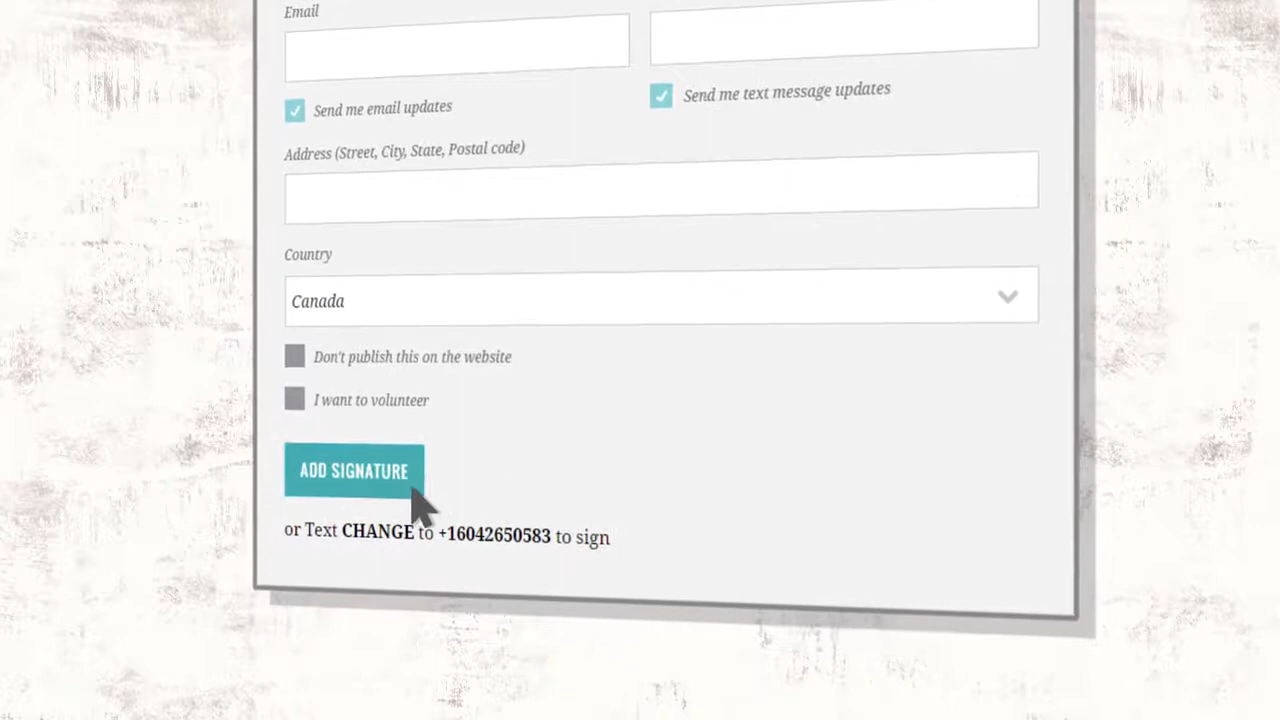 Email
Send me email updates
Send me text message updates
Address (Street, City, State, Postal code)
Country
Canada
Don't publish this on the website
I want to volunteer
ADD SIGNATURE
or Text CHANGE to +16042650583 to sign